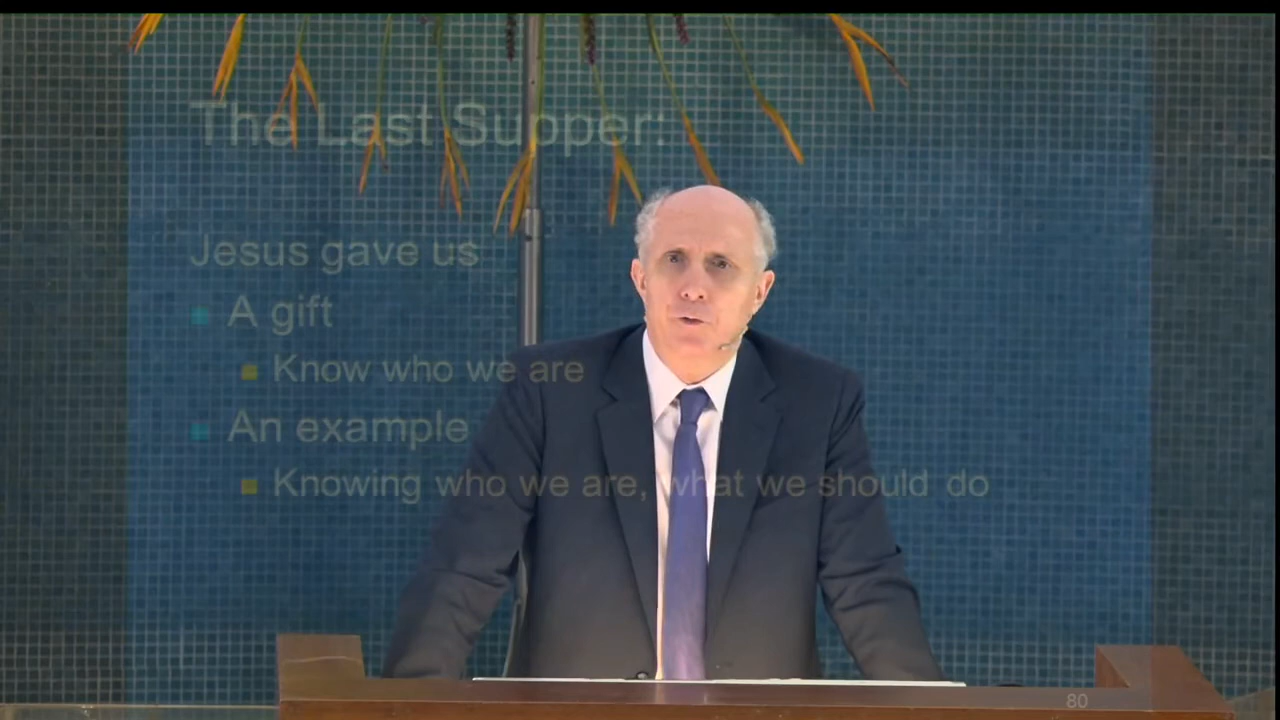 The Last Supper:
Jesus gave us
A gift
Know who we are
An example
Knowing who we are, what we should do
80